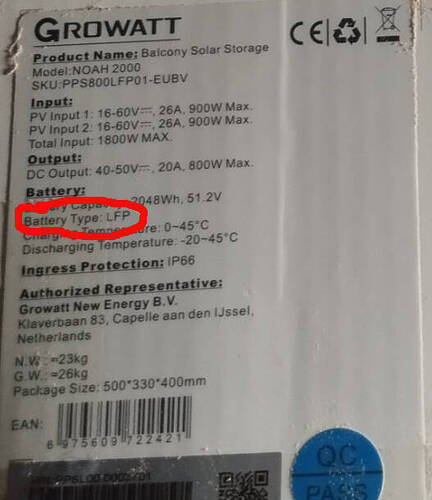 GROWATT
Product Name: Balcony Solar Storage
Model:NOAH 2000
SKU:PPS800LFP01-EUBV
Input:
PV Input 1: 16-60V⎓, 26A, 900W Max.
PV Input 2: 16-60V⎓, 26A, 900W Max.
Total Input: 1800W MAX.
Output:
DC Output: 40-50V⎓, 20A, 800W Max.
Battery:
Battery Capacity: 2048Wh, 51.2V
Battery Type: LFP
Charging Temperature: 0~45°C
Discharging Temperature: -20~45°C
Ingress Protection: IP66
Authorized Representative:
Growatt New Energy B.V.
Klaverbaan 83, Capelle aan den IJssel,
Netherlands
N.W.: ≈23kg
G.W.: ≈26kg
Package Size: 500*330*400mm
EAN:
6 975609 722421
QC
PASS